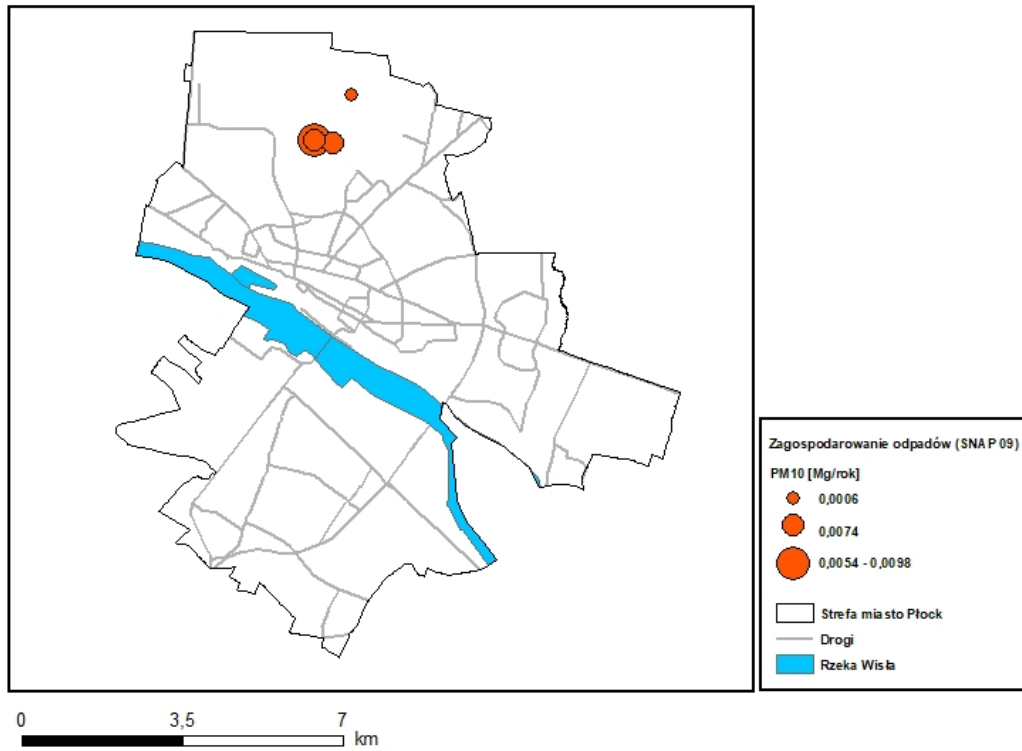 Zagospodarowanie odpadów (SNAP 09)
PM10 [Mg/rok]
0,0006
0,0074
0,0054 - 0,0098
Strefa miasto Płock
Drogi
Rzeka Wisła
0 3,5 7
km